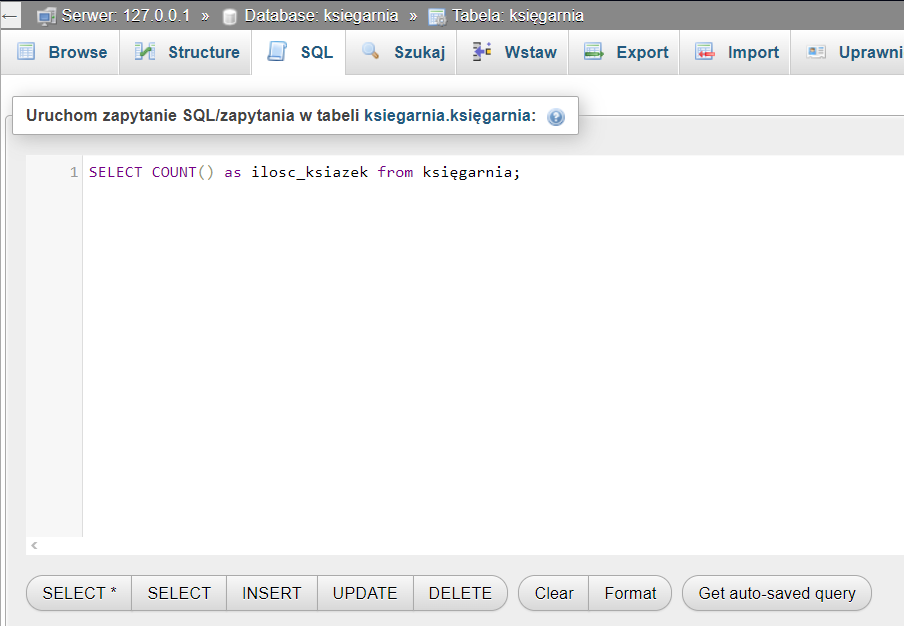 ← Serwer: 127.0.0.1 » Database: ksiegarnia » Tabela: księgarnia
Browse Structure SQL Szukaj Wstaw Export Import Uprawni
Uruchom zapytanie SQL/zapytania w tabeli ksiegarnia.księgarnia:
1 SELECT COUNT() as ilosc_ksiazek from księgarnia;
SELECT * SELECT INSERT UPDATE DELETE Clear Format Get auto-saved query